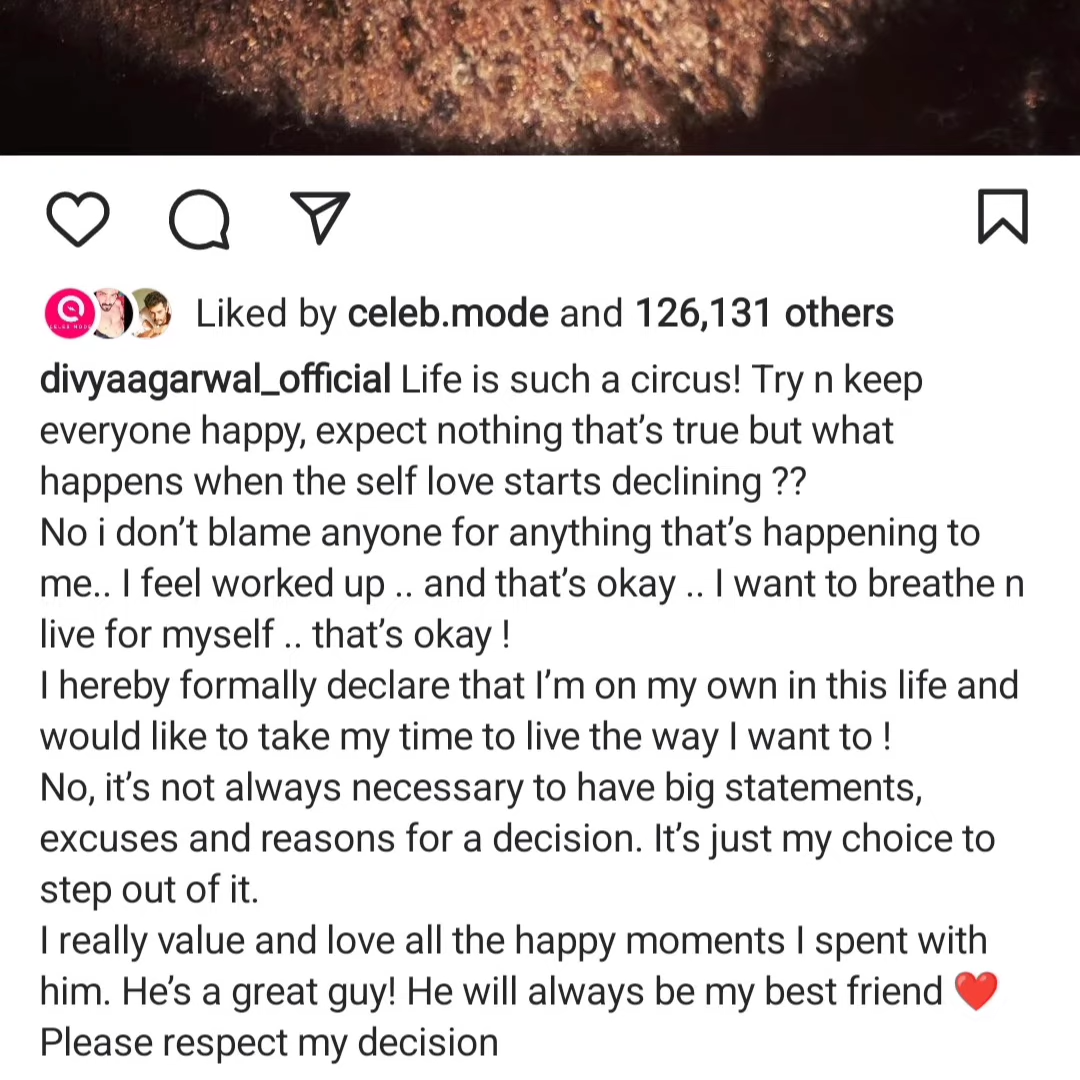 Liked by celeb.mode and 126,131 others
divyaagarwal_official Life is such a circus! Try n keep
everyone happy, expect nothing that's true but what
happens when the self love starts declining ??
No i don't blame anyone for anything that's happening to
me.. I feel worked up .. and that's okay .. I want to breathe n
live for myself .. that's okay !
I hereby formally declare that I'm on my own in this life and
would like to take my time to live the way I want to !
No, it's not always necessary to have big statements,
excuses and reasons for a decision. It's just my choice to
step out of it.
I really value and love all the happy moments I spent with
him. He's a great guy! He will always be my best friend ❤️
Please respect my decision